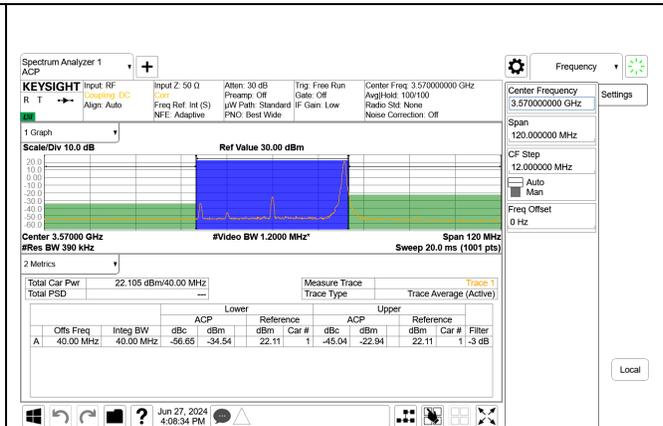 Spectrum Analyzer 1
ACP
+
Frequency
KEYSIGHT Input: RF Input Z: 50 Ω Atten: 30 dB Trig: Free Run Center Freq: 3.570000000 GHz
R T Coupling: DC Corr Preamp: Off Gate: Off Avg|Hold: 100/100
Align: Auto Freq Ref: Int (S) µW Path: Standard IF Gain: Low Radio Std: None
LXI NFE: Adaptive PNO: Best Wide Noise Correction: Off
Center Frequency
3.570000000 GHz
Settings
Span
120.000000 MHz
CF Step
12.000000 MHz
Auto
Man
Freq Offset
0 Hz
1 Graph
Scale/Div 10.0 dB Ref Value 30.00 dBm
20.0
10.0
0.00
-10.0
-20.0
-30.0
-40.0
-50.0
-60.0
Center 3.57000 GHz #Video BW 1.2000 MHz* Span 120 MHz
#Res BW 390 kHz Sweep 20.0 ms (1001 pts)
2 Metrics
Total Car Pwr 22.105 dBm/40.00 MHz Measure Trace Trace 1
Total PSD --- Trace Type Trace Average (Active)
Lower Upper
ACP Reference ACP Reference
Offs Freq Integ BW dBc dBm dBm Car # dBc dBm dBm Car # Filter
A 40.00 MHz 40.00 MHz -56.65 -34.54 22.11 1 -45.04 -22.94 22.11 1 -3 dB
Local
? Jun 27, 2024
4:08:34 PM